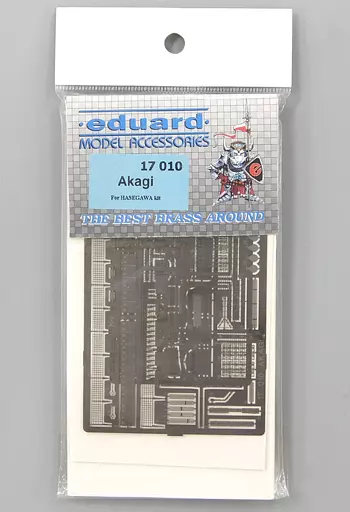 eduard
MODEL ACCESSORIES
17 010
Akagi
For HASEGAWA kit
THE BEST BRASS AROUND